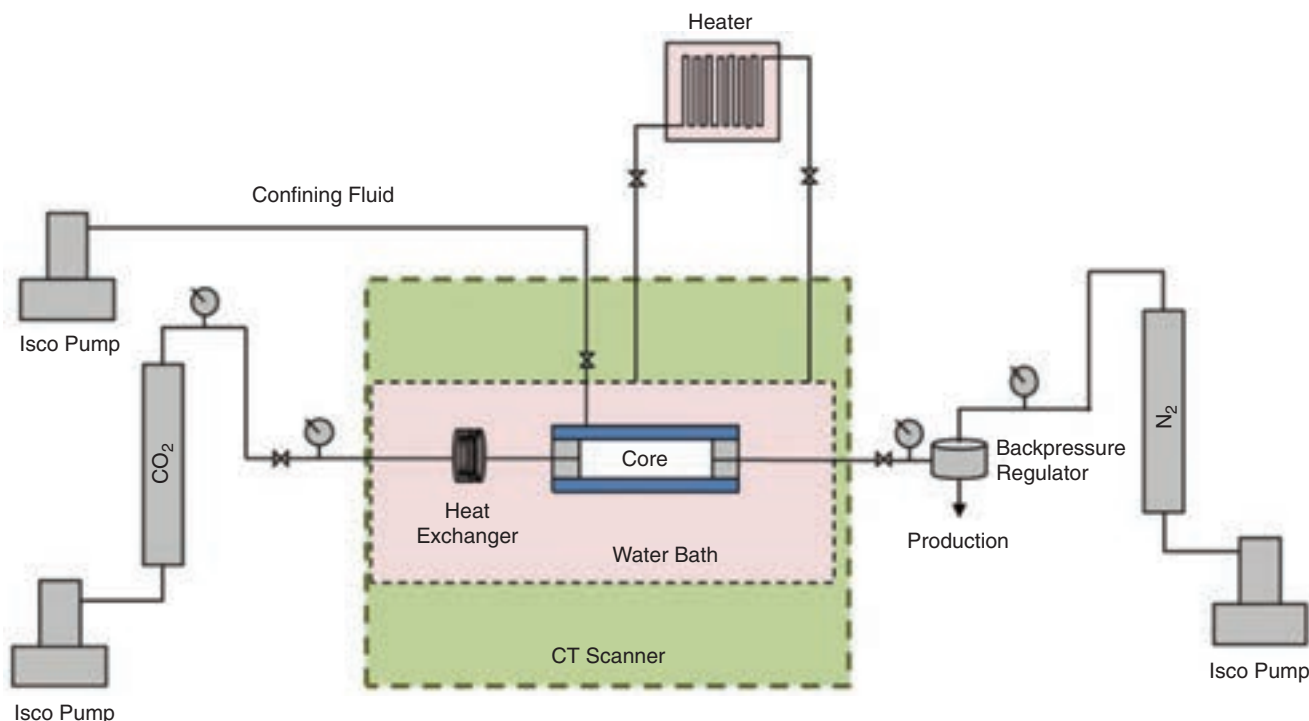 Heater
Confining Fluid
Isco Pump
CO₂
Core
Heat
Exchanger
Water Bath
CT Scanner
Backpressure
Regulator
Production
N₂
Isco Pump
Isco Pump